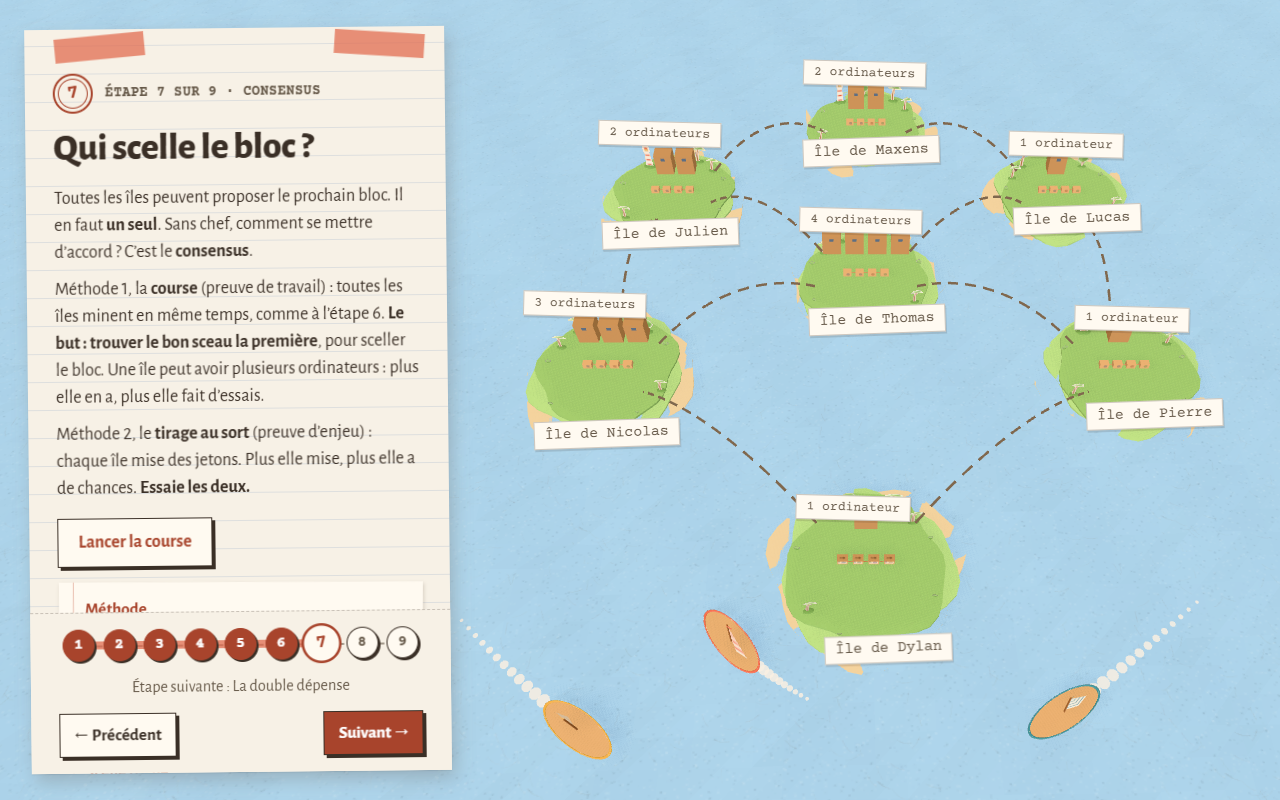 7
ÉTAPE 7 SUR 9 · CONSENSUS
Qui scelle le bloc ?
Toutes les îles peuvent proposer le prochain bloc. Il
en faut un seul. Sans chef, comment se mettre
d'accord ? C'est le consensus.
Méthode 1, la course (preuve de travail) : toutes les
îles minent en même temps, comme à l'étape 6. Le
but : trouver le bon sceau la première, pour sceller
le bloc. Une île peut avoir plusieurs ordinateurs : plus
elle en a, plus elle fait d'essais.
Méthode 2, le tirage au sort (preuve d'enjeu) :
chaque île mise des jetons. Plus elle mise, plus elle a
de chances. Essaie les deux.
Lancer la course
Méthode
1 2 3 4 5 6 7 8 9
Étape suivante : La double dépense
← Précédent
Suivant →
2 ordinateurs
Île de Maxens
2 ordinateurs
Île de Julien
1 ordinateur
Île de Lucas
4 ordinateurs
Île de Thomas
3 ordinateurs
Île de Nicolas
1 ordinateur
Île de Pierre
1 ordinateur
Île de Dylan